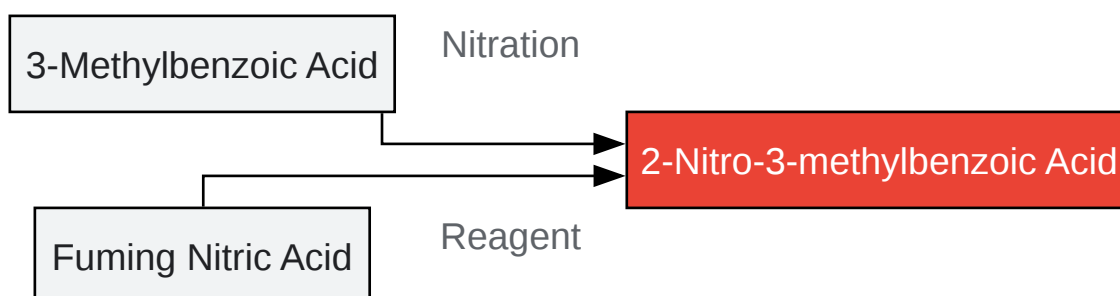 3-Methylbenzoic Acid
Nitration
2-Nitro-3-methylbenzoic Acid
Fuming Nitric Acid
Reagent